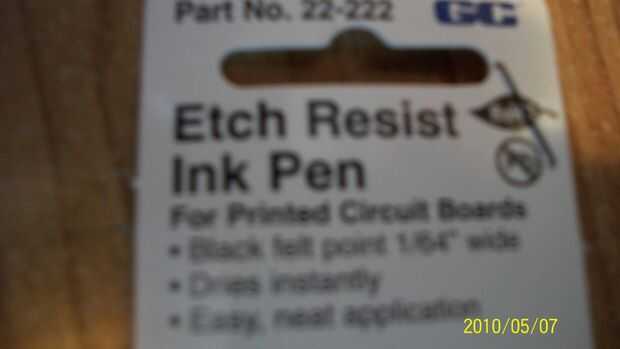 Part No. 22-222 GC
Etch Resist
Ink Pen
For Printed Circuit Boards
• Black felt point 1/64" wide
• Dries instantly
• Easy, neat application
2010/05/07